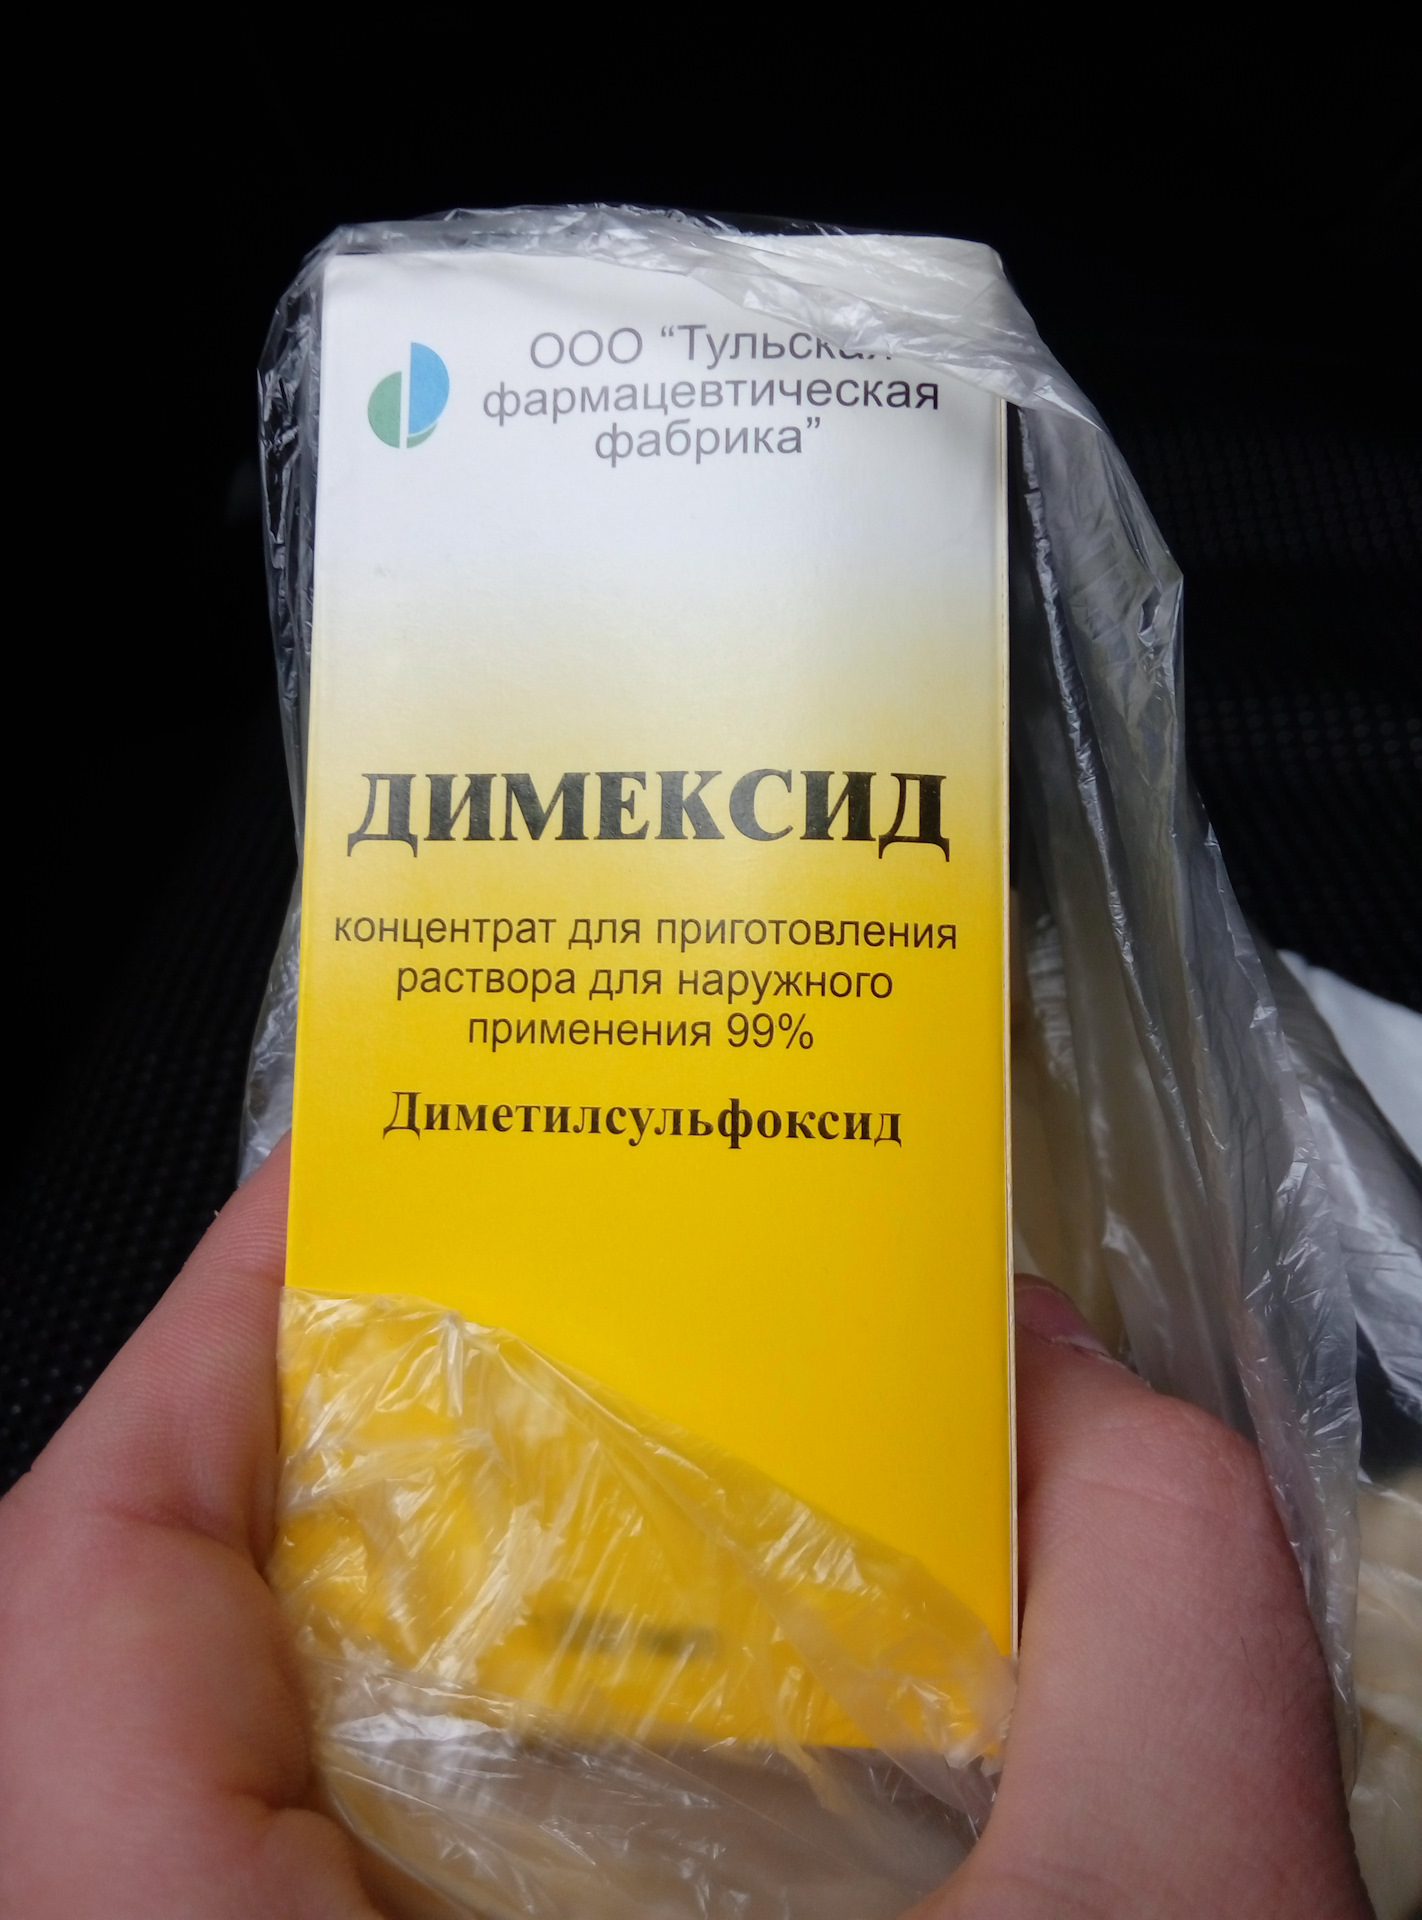 ООО “Тульская
фармацевтическая
фабрика”
ДИМЕКСИД
концентрат для приготовления
раствора для наружного
применения 99%
Диметилсульфоксид